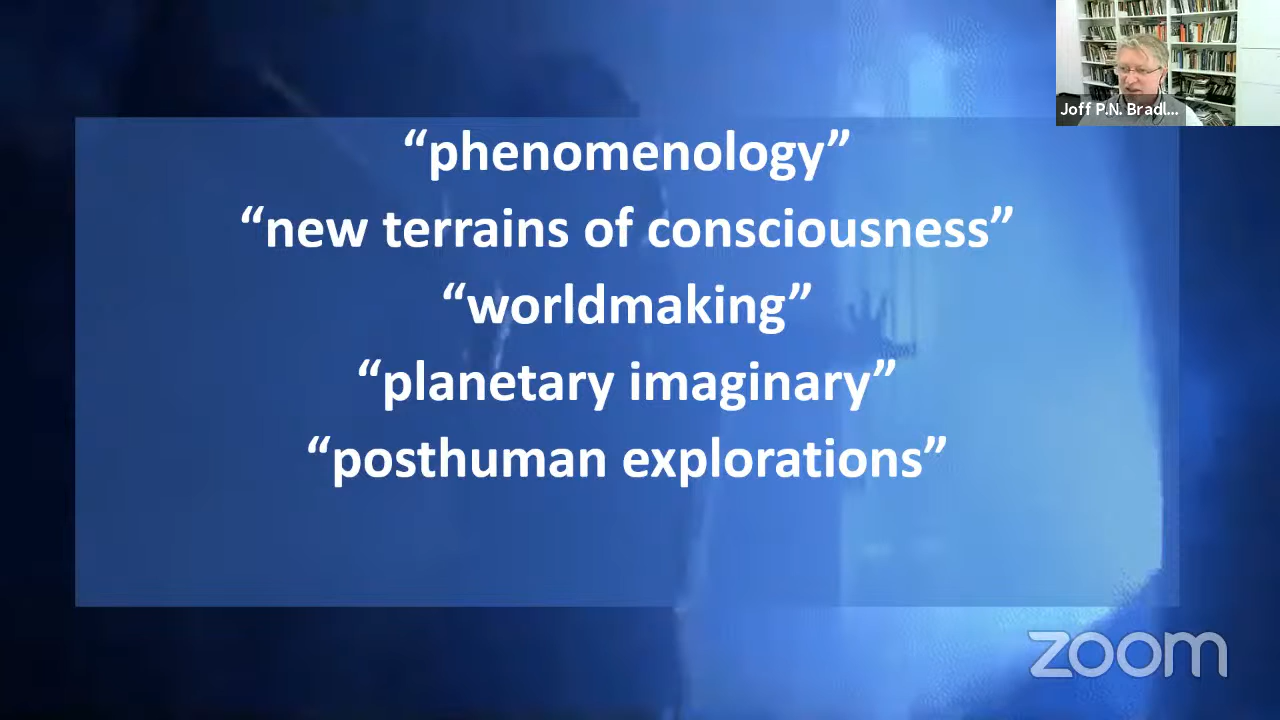 Joff P.N. Bradl...
“phenomenology”
“new terrains of consciousness”
“worldmaking”
“planetary imaginary”
“posthuman explorations”
zoom